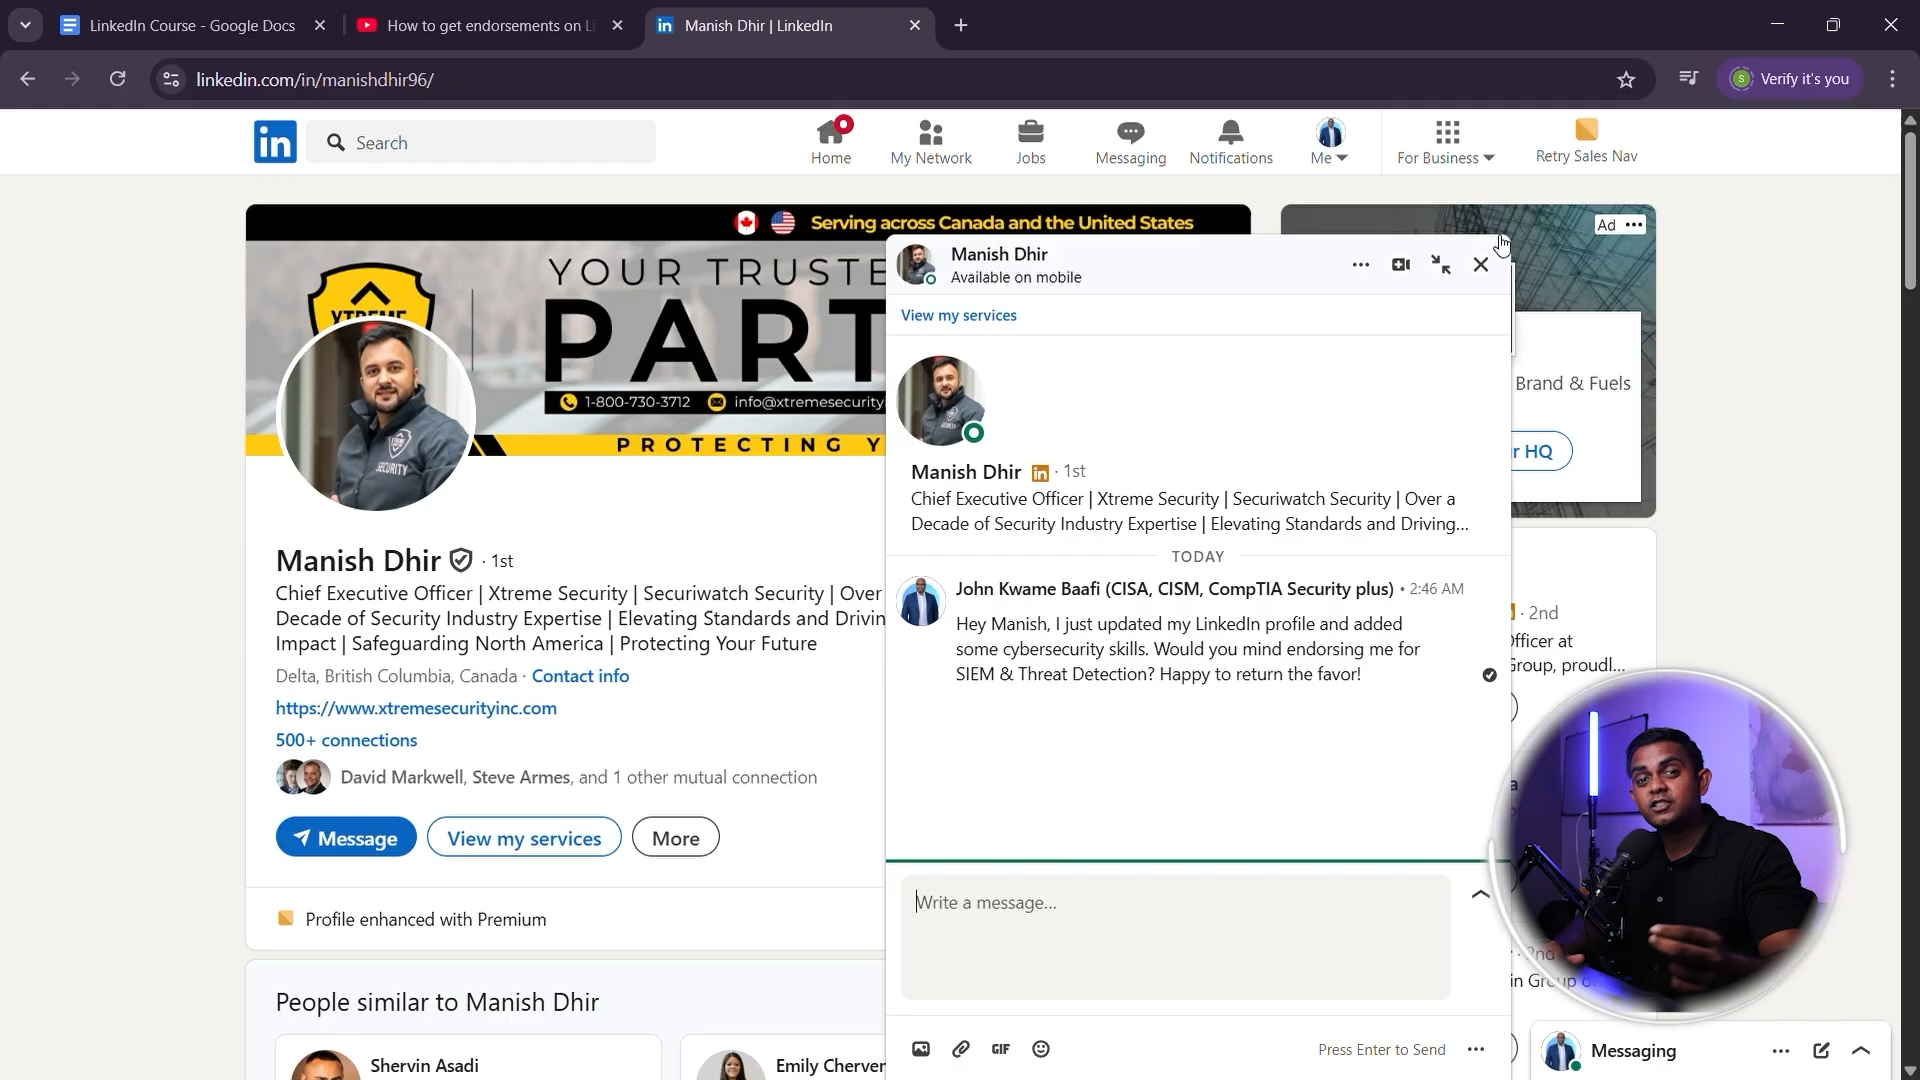 LinkedIn Course - Google Docs
How to get endorsements on Li
Manish Dhir | LinkedIn
linkedin.com/in/manishdhir96/
S
Verify it's you
in
Search
Home
My Network
Jobs
Messaging
Notifications
Me
For Business
Retry Sales Nav
Serving across Canada and the United States
YOUR TRUSTE
PART
1-800-730-3712
info@xtremesecurityi
PROTECTING Y
XTREME
SECURITY
Manish Dhir · 1st
Chief Executive Officer | Xtreme Security | Securiwatch Security | Over
Decade of Security Industry Expertise | Elevating Standards and Drivin
Impact | Safeguarding North America | Protecting Your Future
Delta, British Columbia, Canada · Contact info
https://www.xtremesecurityinc.com
500+ connections
David Markwell, Steve Armes, and 1 other mutual connection
Message
View my services
More
Profile enhanced with Premium
People similar to Manish Dhir
Shervin Asadi
Emily Cherven
Manish Dhir
Available on mobile
View my services
Manish Dhir in · 1st
Chief Executive Officer | Xtreme Security | Securiwatch Security | Over a
Decade of Security Industry Expertise | Elevating Standards and Driving...
TODAY
John Kwame Baafi (CISA, CISM, CompTIA Security plus) • 2:46 AM
Hey Manish, I just updated my LinkedIn profile and added
some cybersecurity skills. Would you mind endorsing me for
SIEM & Threat Detection? Happy to return the favor!
Write a message...
GIF
Press Enter to Send
Ad
Brand & Fuels
r HQ
· 2nd
Officer at
Group, proudl...
2nd
in Group o
Messaging